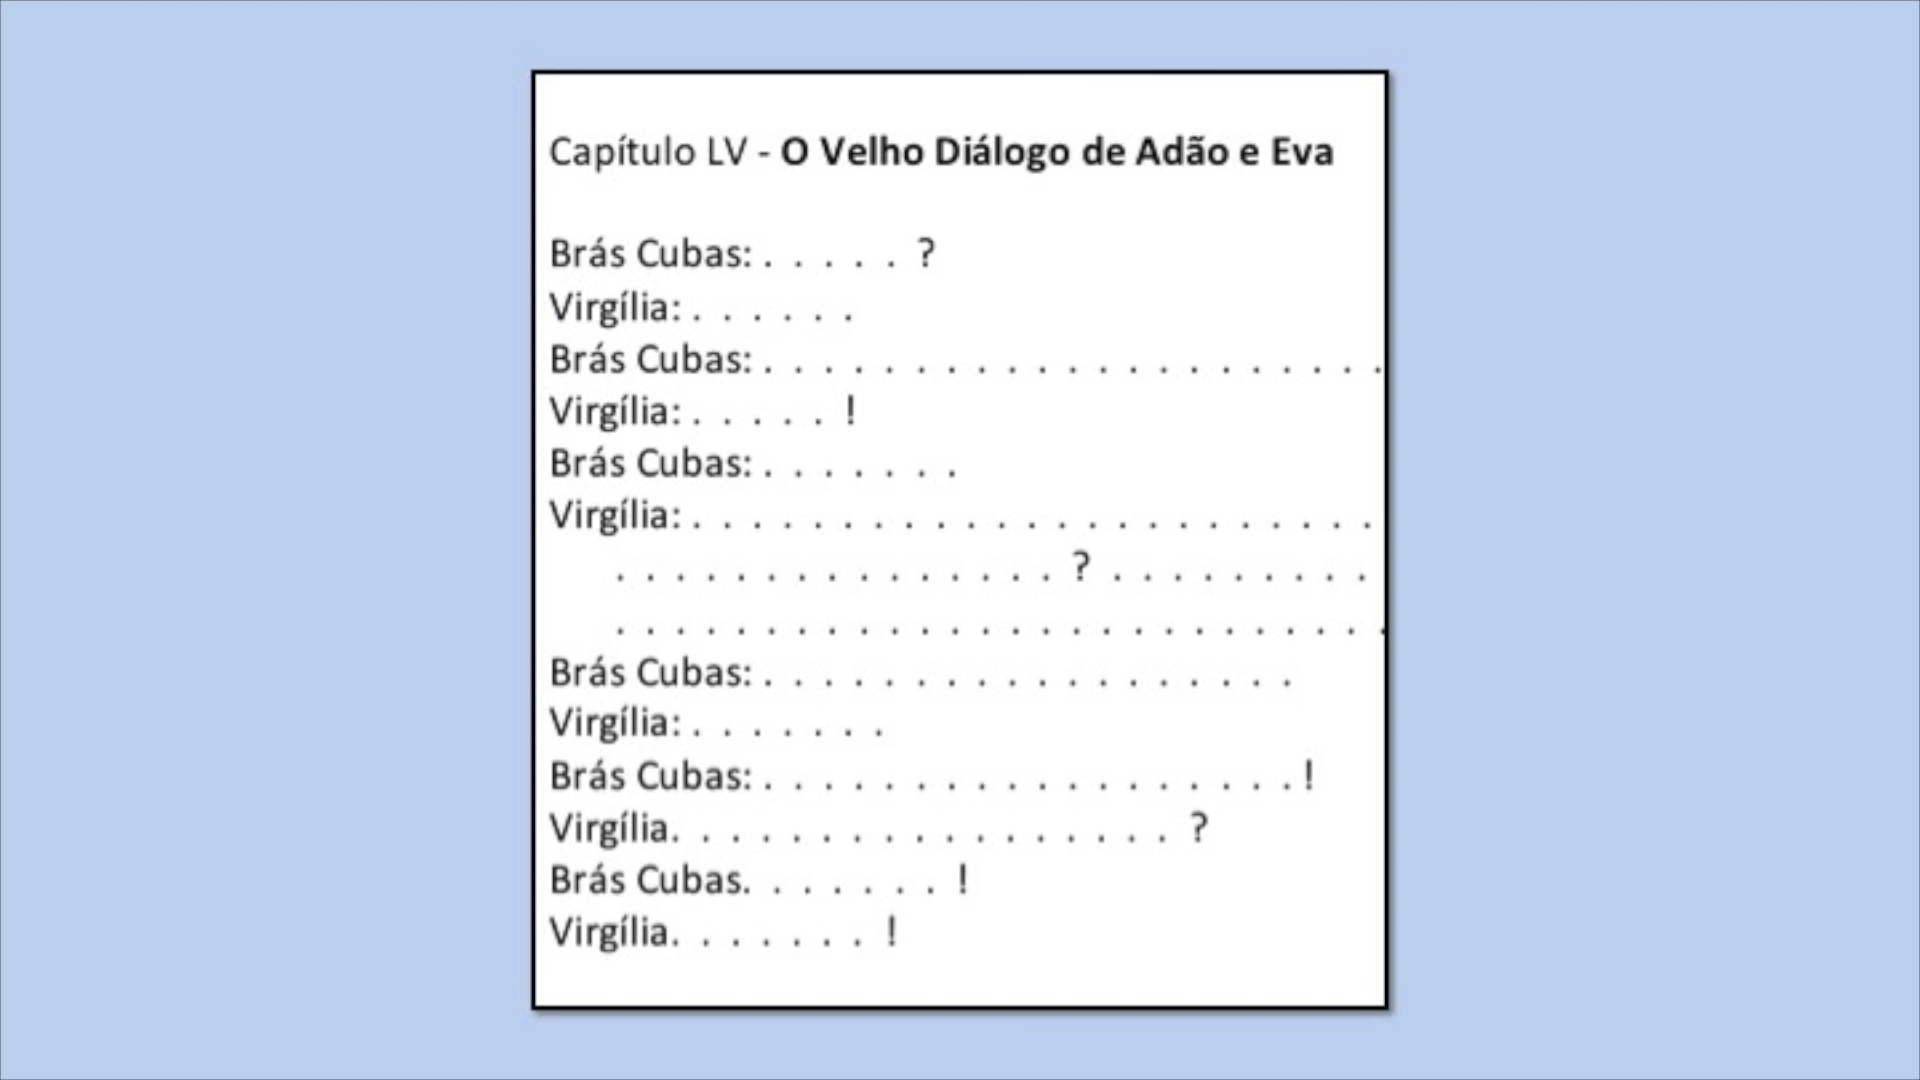 Capítulo LV - O Velho Diálogo de Adão e Eva
Brás Cubas: . . . . . ?
Virgília: . . . . . .
Brás Cubas: . . . . . . . . . . . . . . . . . . . . .
Virgília: . . . . . !
Brás Cubas: . . . . . . .
Virgília: . . . . . . . . . . . . . . . . . . . . . . .
. . . . . . . . . . . . . . . ? . . . . . . . . .
. . . . . . . . . . . . . . . . . . . . . . . . . .
Brás Cubas: . . . . . . . . . . . . . . . . . .
Virgília: . . . . . . .
Brás Cubas: . . . . . . . . . . . . . . . . . . !
Virgília. . . . . . . . . . . . . . . . . ?
Brás Cubas. . . . . . . !
Virgília. . . . . . . !